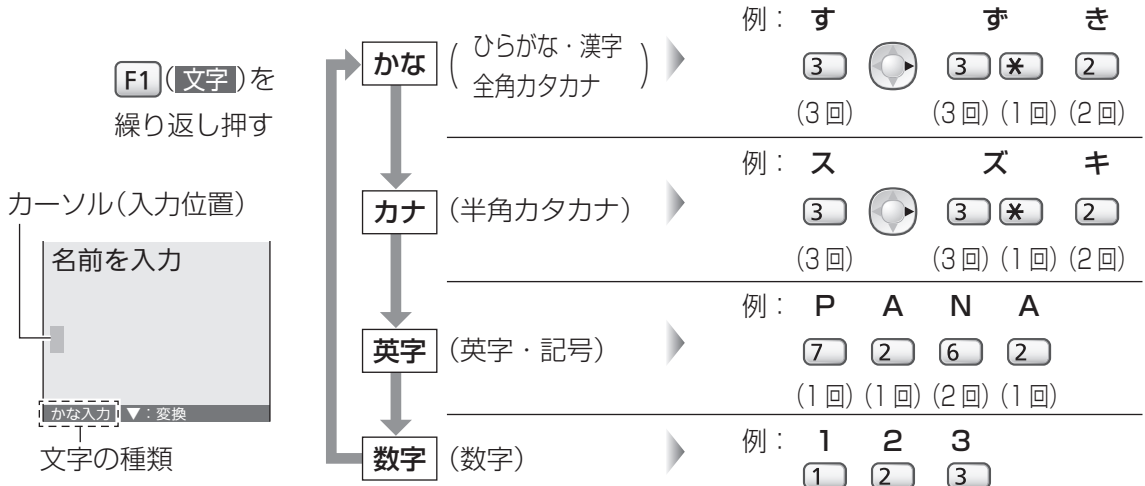 F1(文字)を
繰り返し押す
カーソル(入力位置)
名前を入力
かな入力 ▼:変換
文字の種類
かな (ひらがな・漢字
全角カタカナ)
例: す ず き
3 3 * 2
(3回) (3回)(1回)(2回)
カナ (半角カタカナ)
例: ス ズ キ
3 3 * 2
(3回) (3回)(1回)(2回)
英字 (英字・記号)
例: P A N A
7 2 6 2
(1回)(1回)(2回)(1回)
数字 (数字)
例: 1 2 3
1 2 3